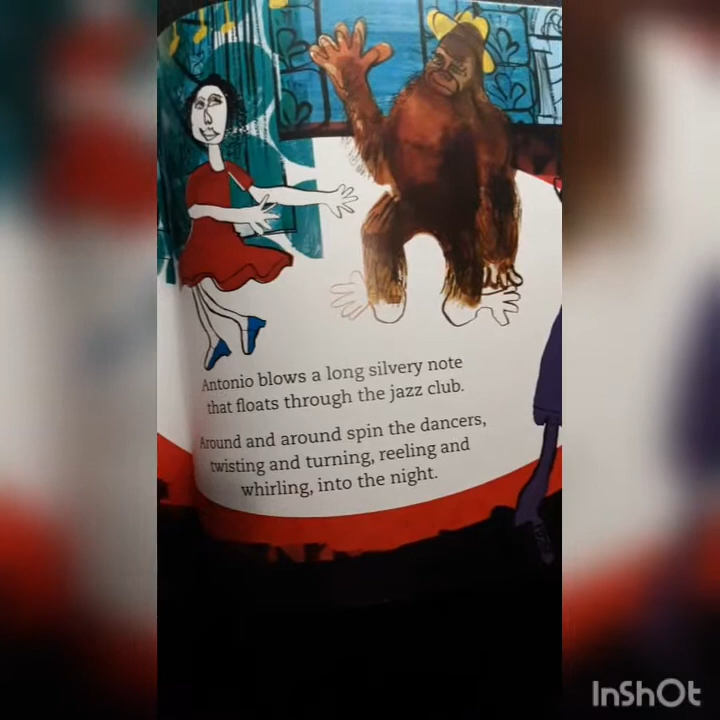 Antonio blows a long silvery note
that floats through the jazz club.
Around and around spin the dancers,
twisting and turning, reeling and
whirling, into the night.
InShOt